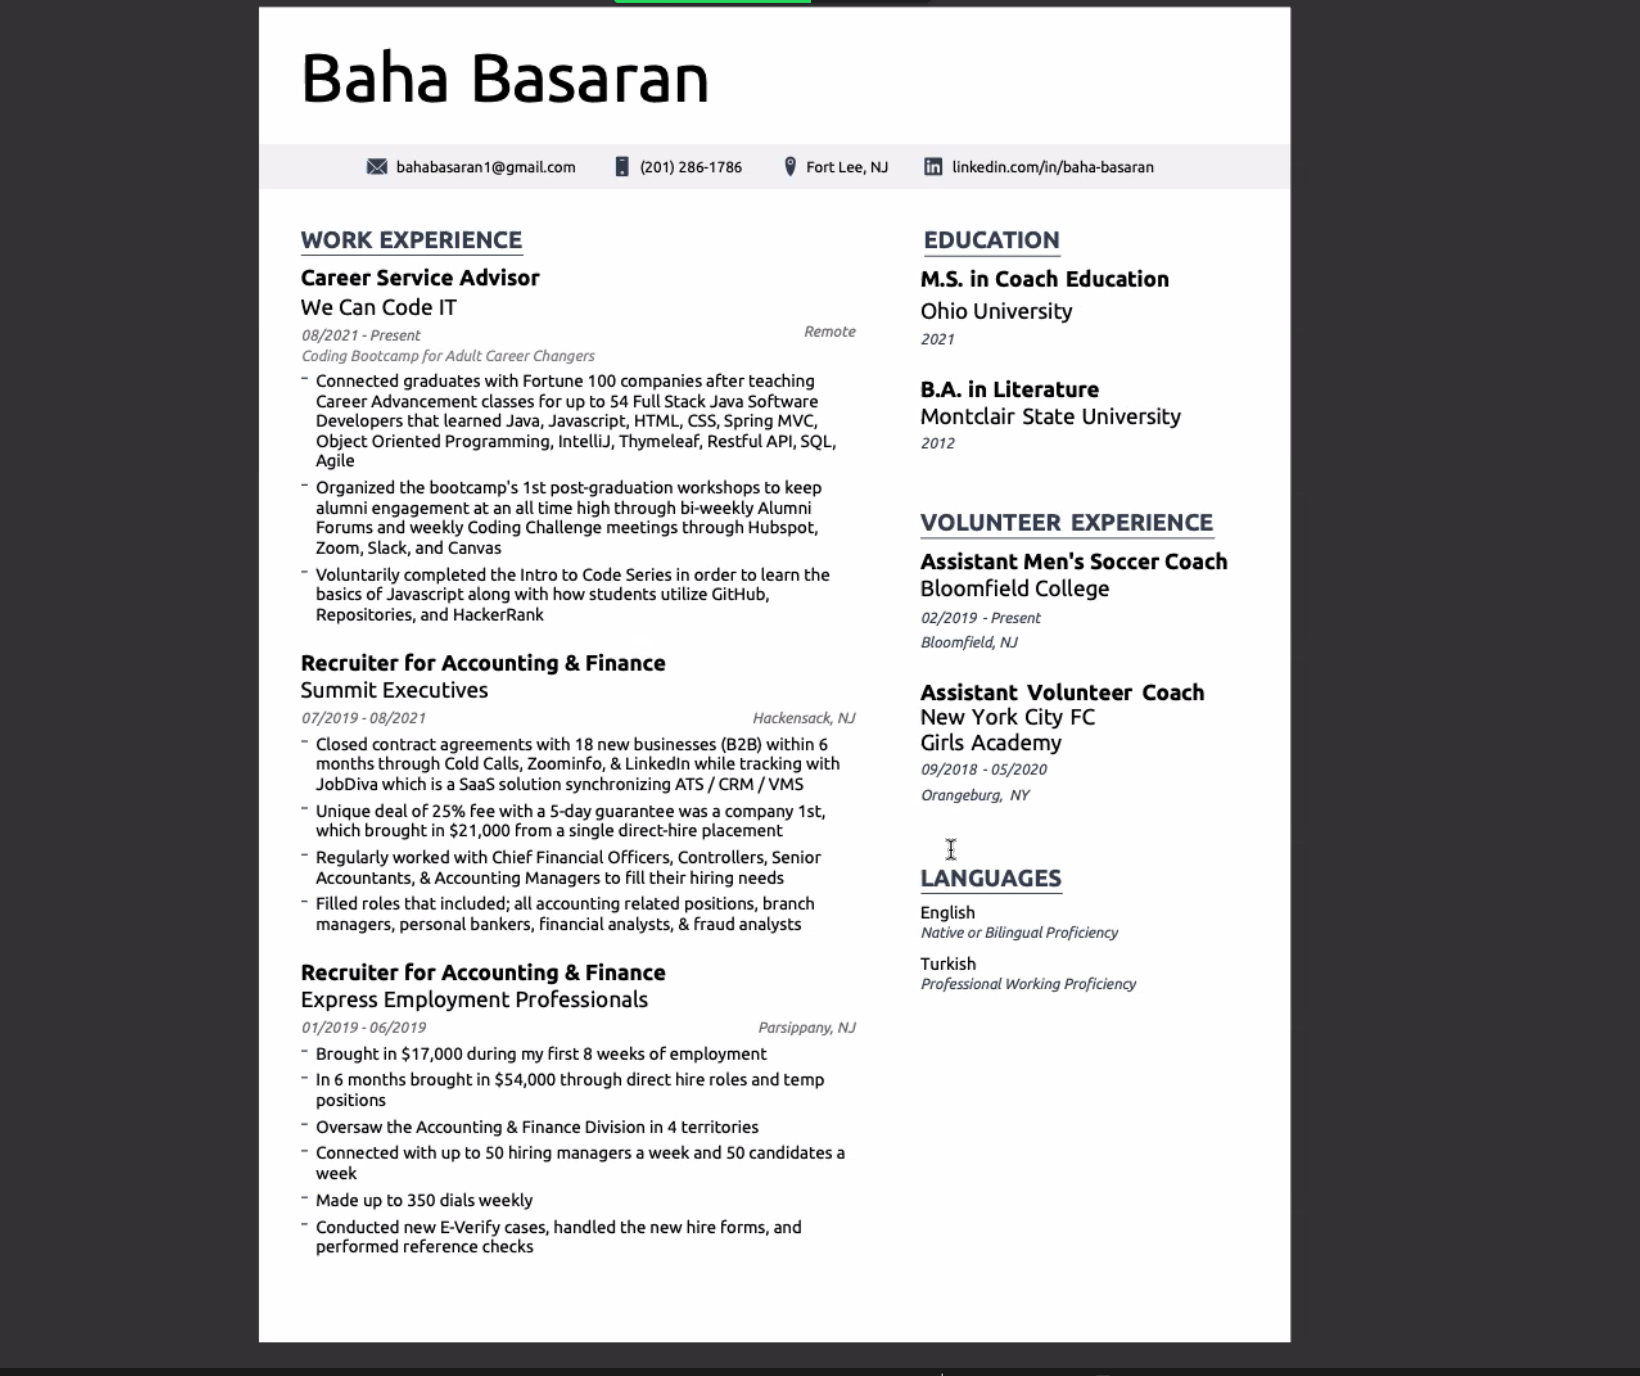 Baha Basaran
bahabasaran1@gmail.com (201) 286-1786 Fort Lee, NJ linkedin.com/in/baha-basaran
WORK EXPERIENCE
Career Service Advisor
We Can Code IT
08/2021 - Present Remote
Coding Bootcamp for Adult Career Changers
- Connected graduates with Fortune 100 companies after teaching
Career Advancement classes for up to 54 Full Stack Java Software
Developers that learned Java, Javascript, HTML, CSS, Spring MVC,
Object Oriented Programming, IntelliJ, Thymeleaf, Restful API, SQL,
Agile
- Organized the bootcamp's 1st post-graduation workshops to keep
alumni engagement at an all time high through bi-weekly Alumni
Forums and weekly Coding Challenge meetings through Hubspot,
Zoom, Slack, and Canvas
- Voluntarily completed the Intro to Code Series in order to learn the
basics of Javascript along with how students utilize GitHub,
Repositories, and HackerRank
Recruiter for Accounting & Finance
Summit Executives
07/2019 - 08/2021 Hackensack, NJ
- Closed contract agreements with 18 new businesses (B2B) within 6
months through Cold Calls, Zoominfo, & LinkedIn while tracking with
JobDiva which is a SaaS solution synchronizing ATS / CRM / VMS
- Unique deal of 25% fee with a 5-day guarantee was a company 1st,
which brought in $21,000 from a single direct-hire placement
- Regularly worked with Chief Financial Officers, Controllers, Senior
Accountants, & Accounting Managers to fill their hiring needs
- Filled roles that included; all accounting related positions, branch
managers, personal bankers, financial analysts, & fraud analysts
Recruiter for Accounting & Finance
Express Employment Professionals
01/2019 - 06/2019 Parsippany, NJ
- Brought in $17,000 during my first 8 weeks of employment
- In 6 months brought in $54,000 through direct hire roles and temp
positions
- Oversaw the Accounting & Finance Division in 4 territories
- Connected with up to 50 hiring managers a week and 50 candidates a
week
- Made up to 350 dials weekly
- Conducted new E-Verify cases, handled the new hire forms, and
performed reference checks
EDUCATION
M.S. in Coach Education
Ohio University
2021
B.A. in Literature
Montclair State University
2012
VOLUNTEER EXPERIENCE
Assistant Men's Soccer Coach
Bloomfield College
02/2019 - Present
Bloomfield, NJ
Assistant Volunteer Coach
New York City FC
Girls Academy
09/2018 - 05/2020
Orangeburg, NY
LANGUAGES
English
Native or Bilingual Proficiency
Turkish
Professional Working Proficiency